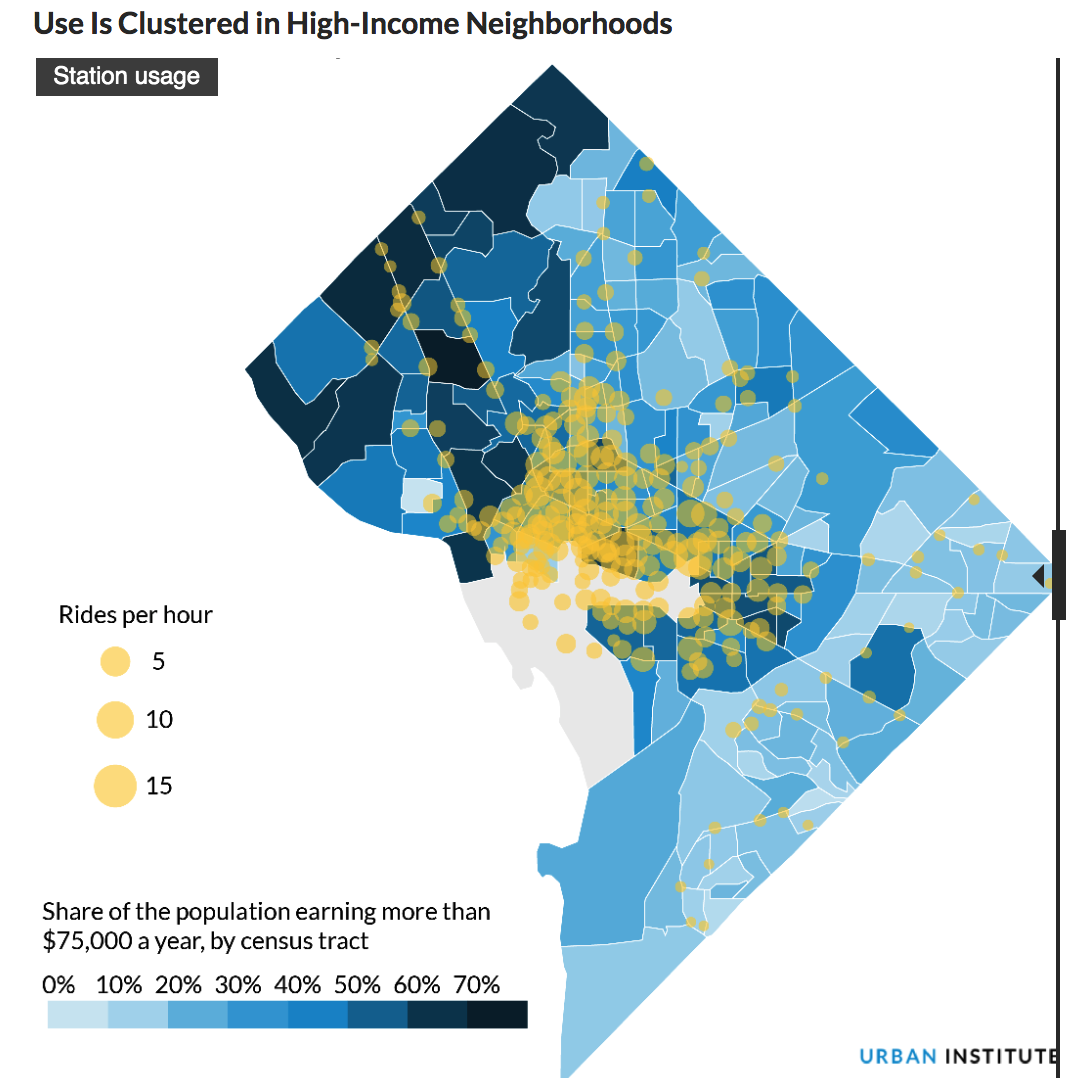 Use Is Clustered in High-Income Neighborhoods
Station usage
Rides per hour
5
10
15
Share of the population earning more than
$75,000 a year, by census tract
0% 10% 20% 30% 40% 50% 60% 70%
URBAN INSTITUTE